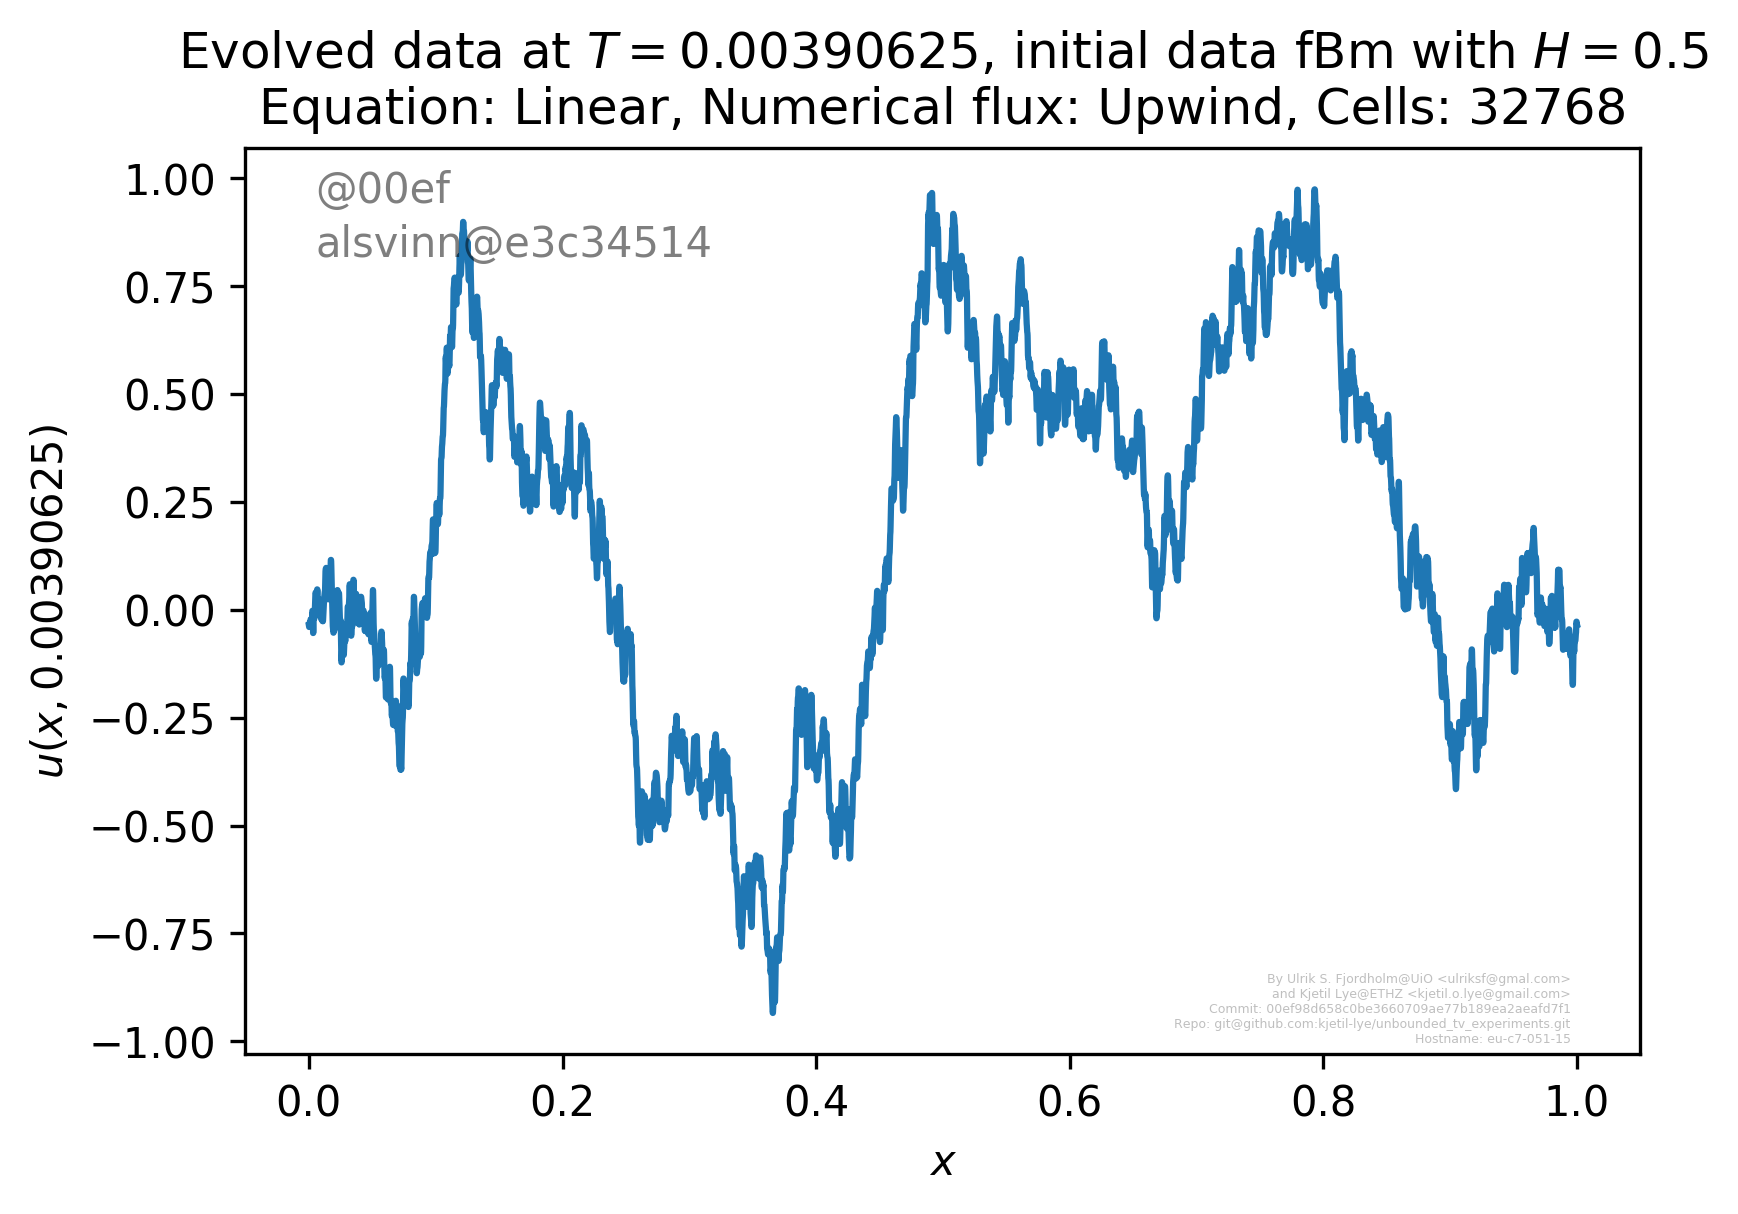 Evolved data at T = 0.00390625, initial data fBm with H = 0.5
Equation: Linear, Numerical flux: Upwind, Cells: 32768
@00ef
alsvinn@e3c34514
u(x, 0.00390625)
1.00
0.75
0.50
0.25
0.00
−0.25
−0.50
−0.75
−1.00
By Ulrik S. Fjordholm@UiO <ulriksf@gmal.com>
and Kjetil Lye@ETHZ <kjetil.o.lye@gmail.com>
Commit: 00ef98d658c0be3660709ae77b189ea2aeafd7f1
Repo: git@github.com:kjetil-lye/unbounded_tv_experiments.git
Hostname: eu-c7-051-15
0.0 0.2 0.4 0.6 0.8 1.0
x